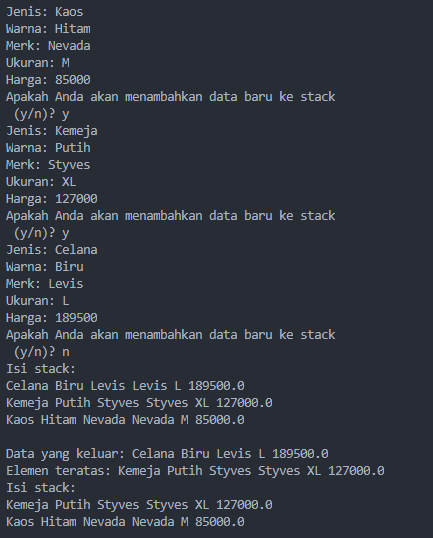 Jenis: Kaos
Warna: Hitam
Merk: Nevada
Ukuran: M
Harga: 85000
Apakah Anda akan menambahkan data baru ke stack
(y/n)? y
Jenis: Kemeja
Warna: Putih
Merk: Styves
Ukuran: XL
Harga: 127000
Apakah Anda akan menambahkan data baru ke stack
(y/n)? y
Jenis: Celana
Warna: Biru
Merk: Levis
Ukuran: L
Harga: 189500
Apakah Anda akan menambahkan data baru ke stack
(y/n)? n
Isi stack:
Celana Biru Levis Levis L 189500.0
Kemeja Putih Styves Styves XL 127000.0
Kaos Hitam Nevada Nevada M 85000.0

Data yang keluar: Celana Biru Levis L 189500.0
Elemen teratas: Kemeja Putih Styves Styves XL 127000.0
Isi stack:
Kemeja Putih Styves Styves XL 127000.0
Kaos Hitam Nevada Nevada M 85000.0